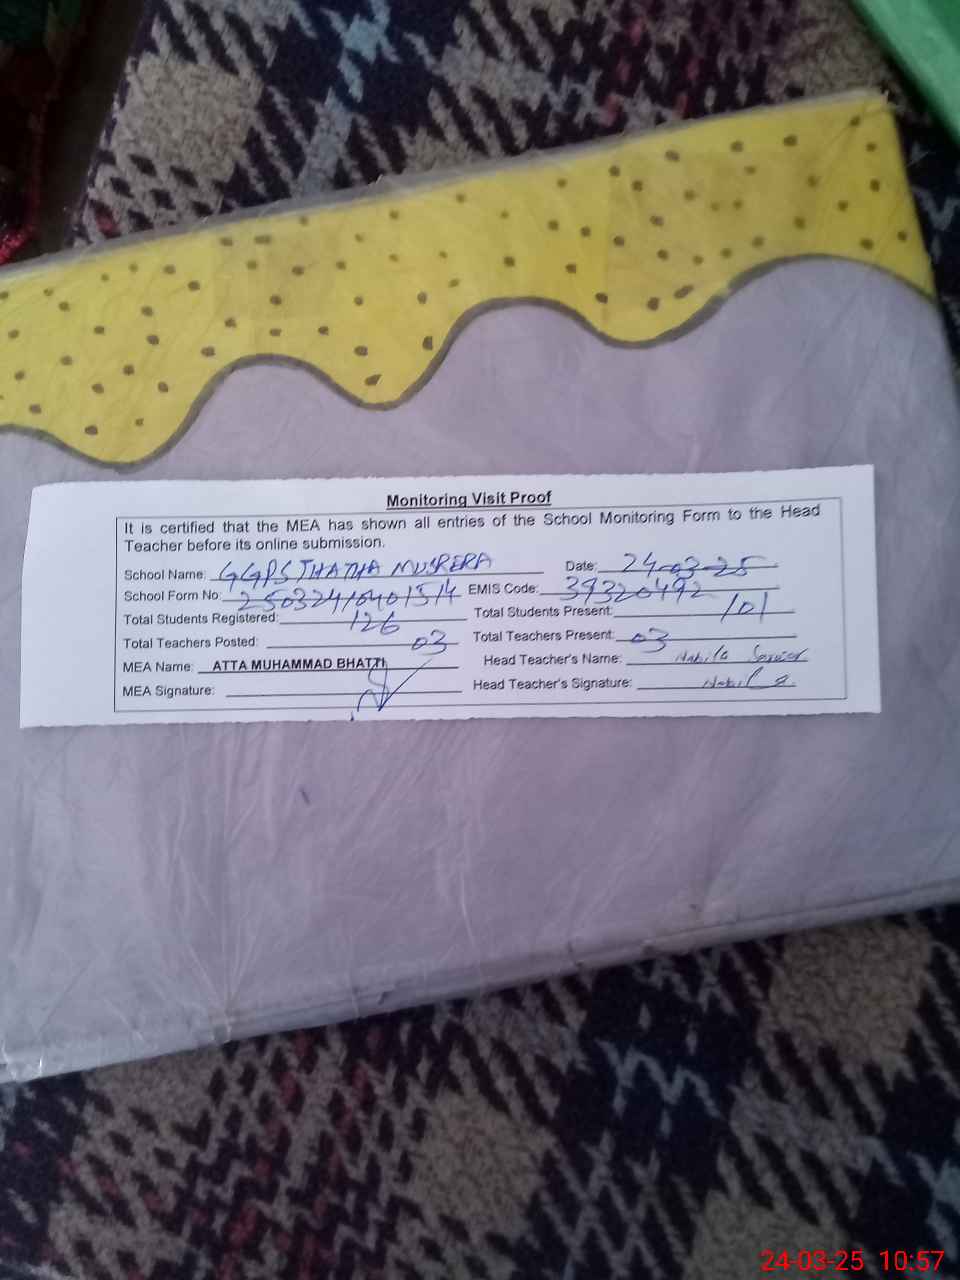 Monitoring Visit Proof
It is certified that the MEA has shown all entries of the School Monitoring Form to the Head
Teacher before its online submission.
School Name: GGPS THATHA MUSRERA Date: 24-03-25
School Form No: EMIS Code: 39320492
Total Students Registered: 126 Total Students Present: 101
Total Teachers Posted: 03 Total Teachers Present: 03
MEA Name: ATTA MUHAMMAD BHATTI Head Teacher's Name: Nabila
MEA Signature: Head Teacher's Signature: Nabila
24-03-25 10:57